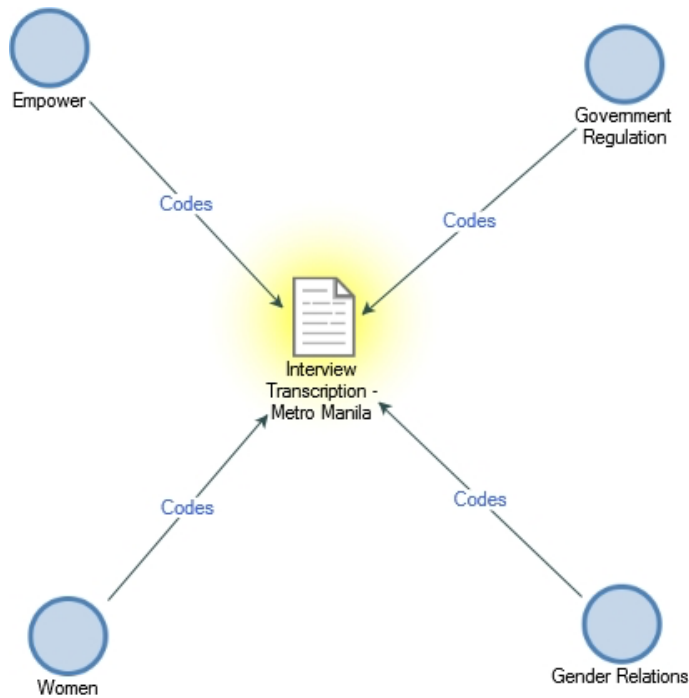 Empower
Government
Regulation
Codes
Codes
Interview
Transcription -
Metro Manila
Codes
Codes
Women
Gender Relations